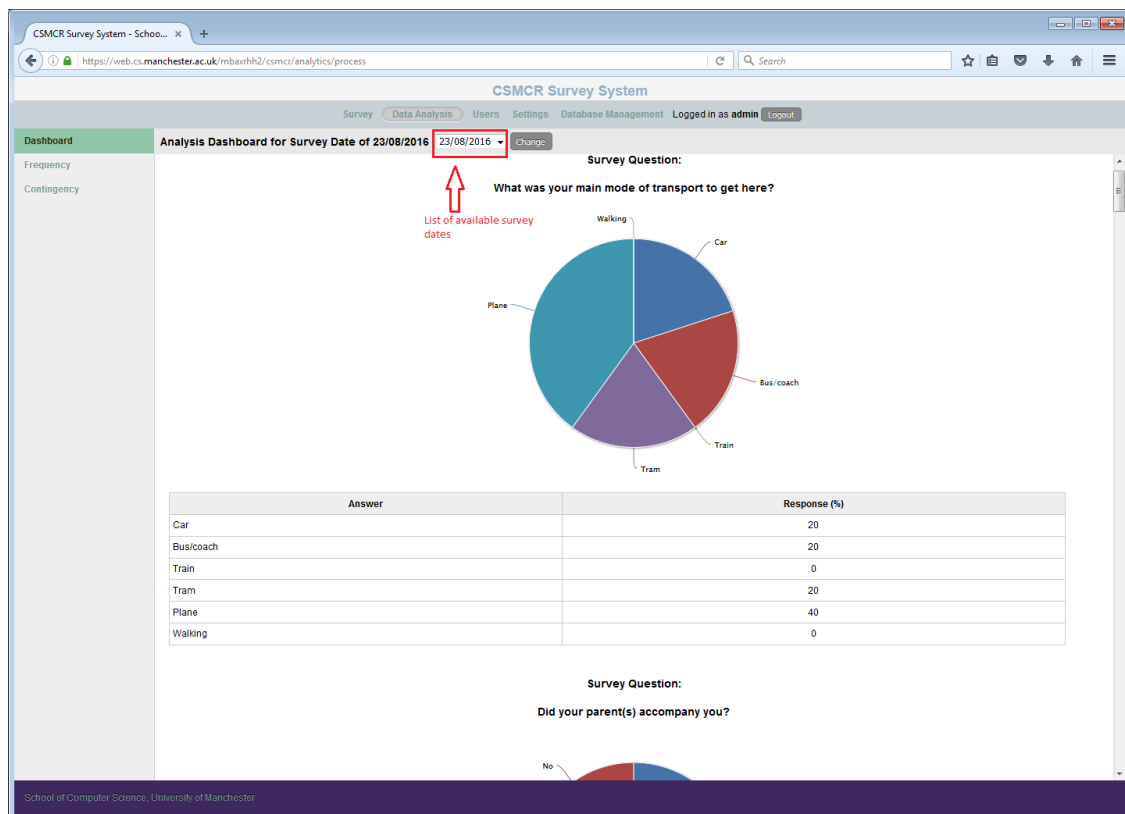 CSMCR Survey System - Schoo... × +
https://web.cs.manchester.ac.uk/mbaxrhh2/csmcr/analytics/process Search
CSMCR Survey System
Survey Data Analysis Users Settings Database Management Logged in as admin Logout
Dashboard
Frequency
Contingency
Analysis Dashboard for Survey Date of 23/08/2016 23/08/2016 Change
List of available survey
dates
Survey Question:
What was your main mode of transport to get here?
Walking
Car
Plane
Bus/coach
Train
Tram
Answer Response (%)
Car 20
Bus/coach 20
Train 0
Tram 20
Plane 40
Walking 0
Survey Question:
Did your parent(s) accompany you?
No
School of Computer Science, University of Manchester